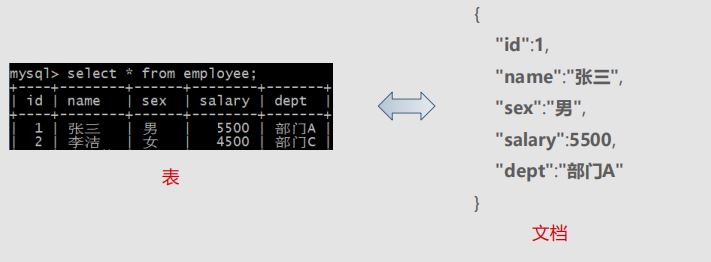 mysql> select * from employee;
+----+--------+------+--------+-------+
| id | name | sex | salary | dept |
+----+--------+------+--------+-------+
| 1 | 张三 | 男 | 5500 | 部门A |
| 2 | 李洁 | 女 | 4500 | 部门C |
表
{
"id":1,
"name":"张三",
"sex":"男",
"salary":5500,
"dept":"部门A"
}
文档